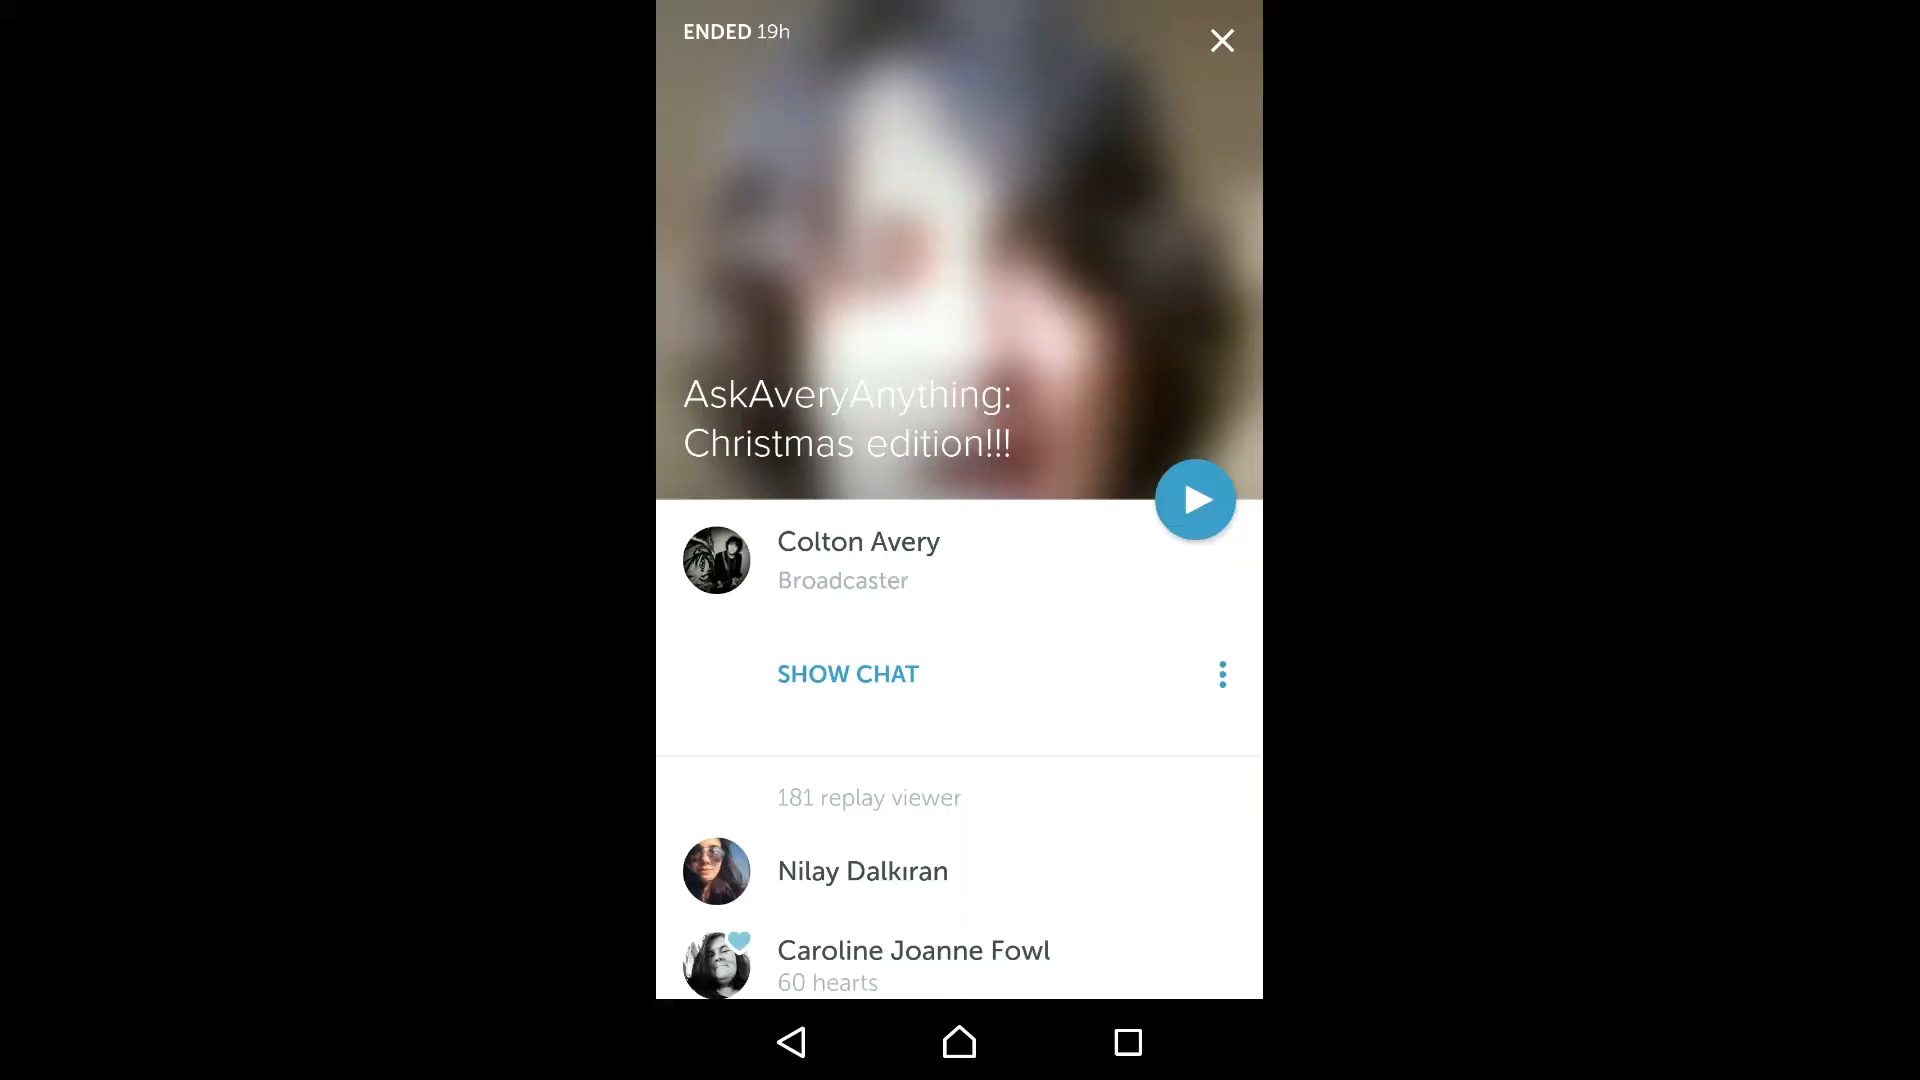 ENDED 19h
AskAveryAnything:
Christmas edition!!!
Colton Avery
Broadcaster
SHOW CHAT
181 replay viewer
Nilay Dalkıran
Caroline Joanne Fowl
60 hearts